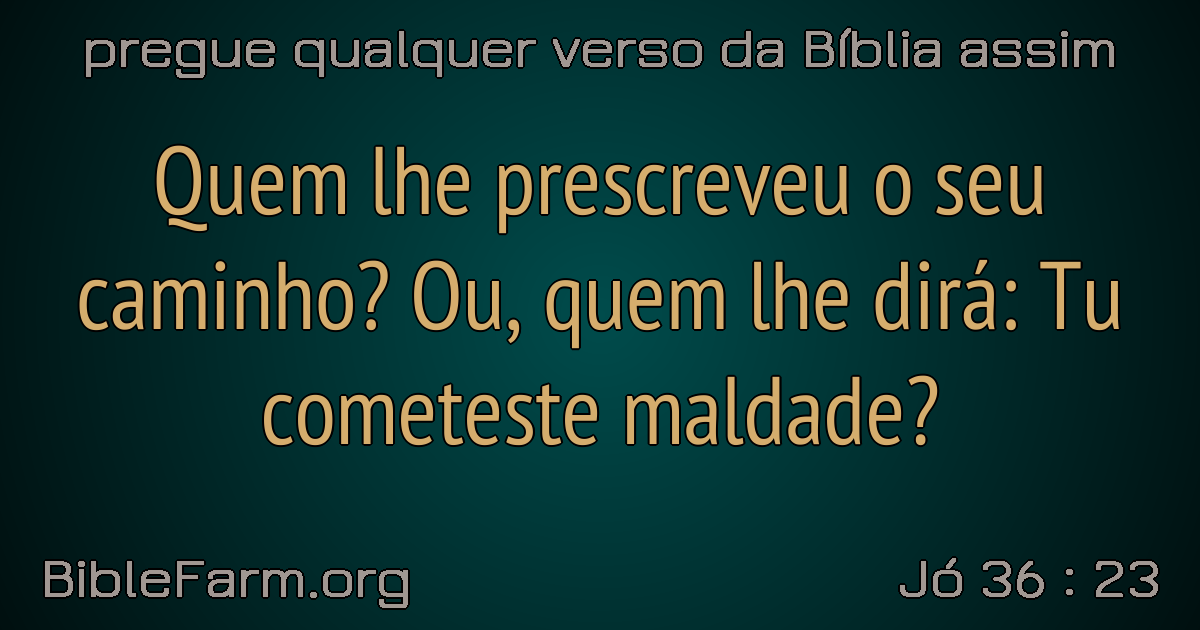 pregue qualquer verso da Bíblia assim
Quem lhe prescreveu o seu
caminho? Ou, quem lhe dirá: Tu
cometeste maldade?
BibleFarm.org
Jó 36 : 23